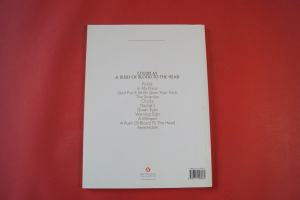 COLDPLAY
A RUSH OF BLOOD TO THE HEAD
Politik
In My Place
God Put A Smile Upon Your Face
The Scientist
Clocks
Daylight
Green Eyes
Warning Sign
A Whisper
A Rush Of Blood To The Head
Amsterdam